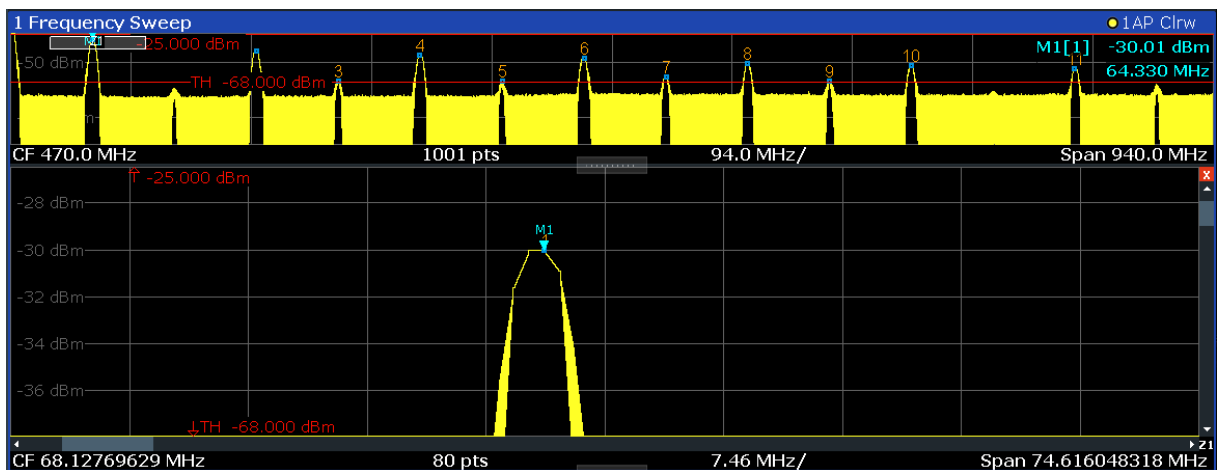 1 Frequency Sweep
1AP Clrw
-25.000 dBm
M1[1] -30.01 dBm
64.330 MHz
-50 dBm
TH -68.000 dBm
3
4
5
6
7
8
9
10
11
CF 470.0 MHz
1001 pts
94.0 MHz/
Span 940.0 MHz
-25.000 dBm
X
-28 dBm
M1
-30 dBm
-32 dBm
-34 dBm
-36 dBm
TH -68.000 dBm
Z1
CF 68.12769629 MHz
80 pts
7.46 MHz/
Span 74.616048318 MHz